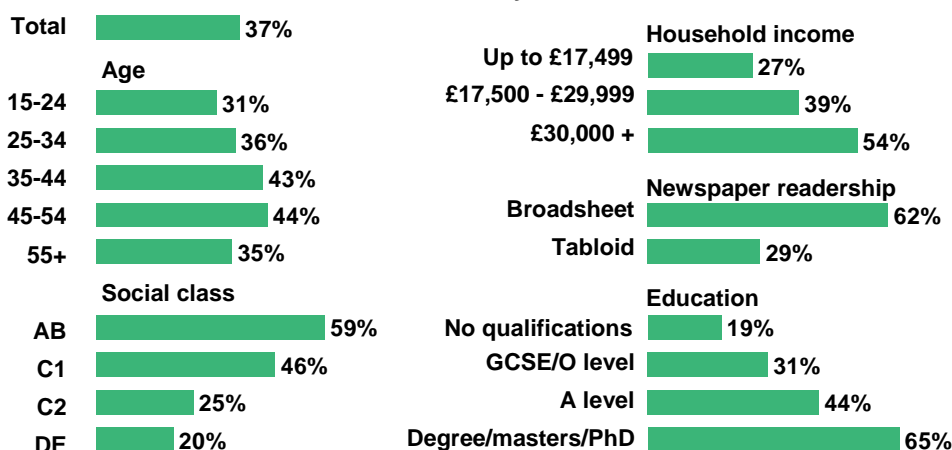 Total 37%
Age
15-24 31%
25-34 36%
35-44 43%
45-54 44%
55+ 35%
Social class
AB 59%
C1 46%
C2 25%
DE 20%
Household income
Up to £17,499 27%
£17,500 - £29,999 39%
£30,000 + 54%
Newspaper readership
Broadsheet 62%
Tabloid 29%
Education
No qualifications 19%
GCSE/O level 31%
A level 44%
Degree/masters/PhD 65%